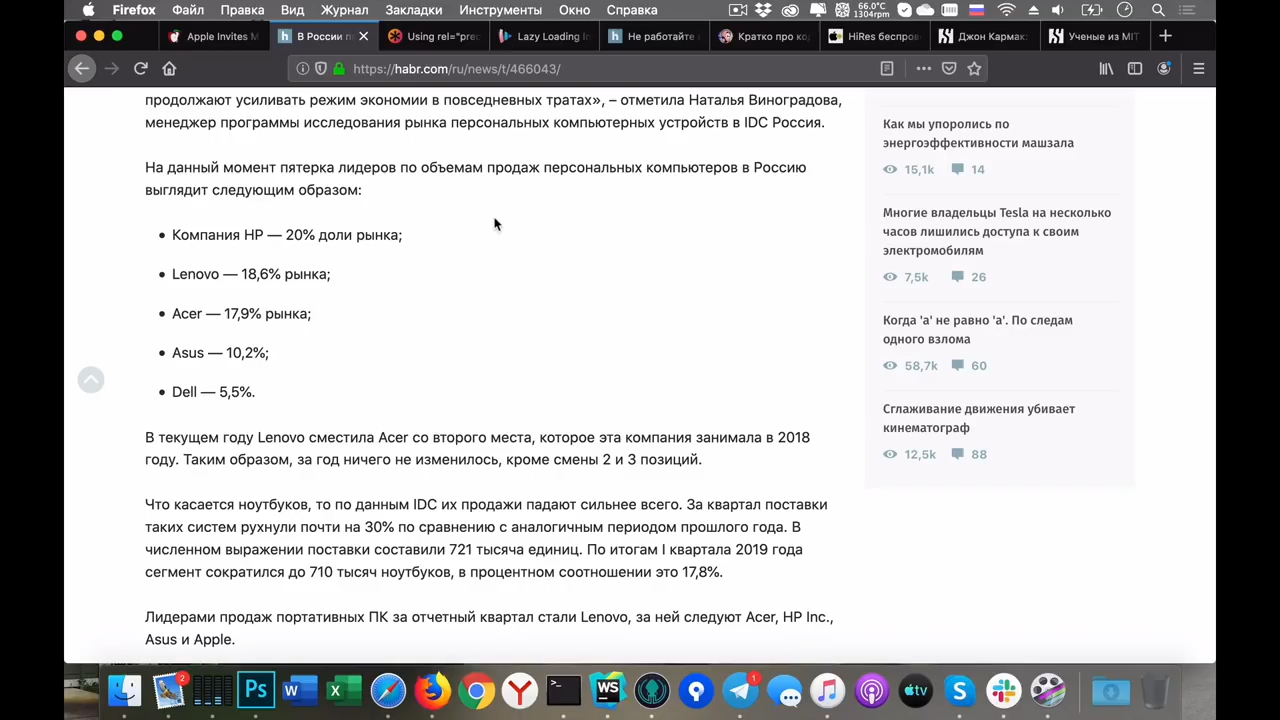 Firefox Файл Правка Вид Журнал Закладки Инструменты Окно Справка
66.0°C
1304rpm
Apple Invites M
В России п
Using rel="prec
Lazy Loading In
Не работайте
Кратко про ко
HiRes беспров
Джон Кармак:
Ученые из MIT
https://habr.com/ru/news/t/466043/
продолжают усиливать режим экономии в повседневных тратах», – отметила Наталья Виноградова,
менеджер программы исследования рынка персональных компьютерных устройств в IDC Россия.
На данный момент пятерка лидеров по объемам продаж персональных компьютеров в Россию
выглядит следующим образом:
• Компания HP — 20% доли рынка;
• Lenovo — 18,6% рынка;
• Acer — 17,9% рынка;
• Asus — 10,2%;
• Dell — 5,5%.
В текущем году Lenovo сместила Acer со второго места, которое эта компания занимала в 2018
году. Таким образом, за год ничего не изменилось, кроме смены 2 и 3 позиций.
Что касается ноутбуков, то по данным IDC их продажи падают сильнее всего. За квартал поставки
таких систем рухнули почти на 30% по сравнению с аналогичным периодом прошлого года. В
численном выражении поставки составили 721 тысяча единиц. По итогам I квартала 2019 года
сегмент сократился до 710 тысяч ноутбуков, в процентном соотношении это 17,8%.
Лидерами продаж портативных ПК за отчетный квартал стали Lenovo, за ней следуют Acer, HP Inc.,
Asus и Apple.
Как мы упоролись по
энергоэффективности машзала
15,1k 14
Многие владельцы Tesla на несколько
часов лишились доступа к своим
электромобилям
7,5k 26
Когда 'a' не равно 'а'. По следам
одного взлома
58,7k 60
Сглаживание движения убивает
кинематограф
12,5k 88
2
Ps
W
X
Y
WS
1
tv
S